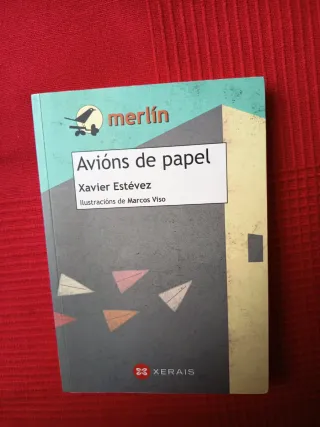 merlín
Avións de papel
Xavier Estévez
Ilustracións de Marcos Viso
XERAIS